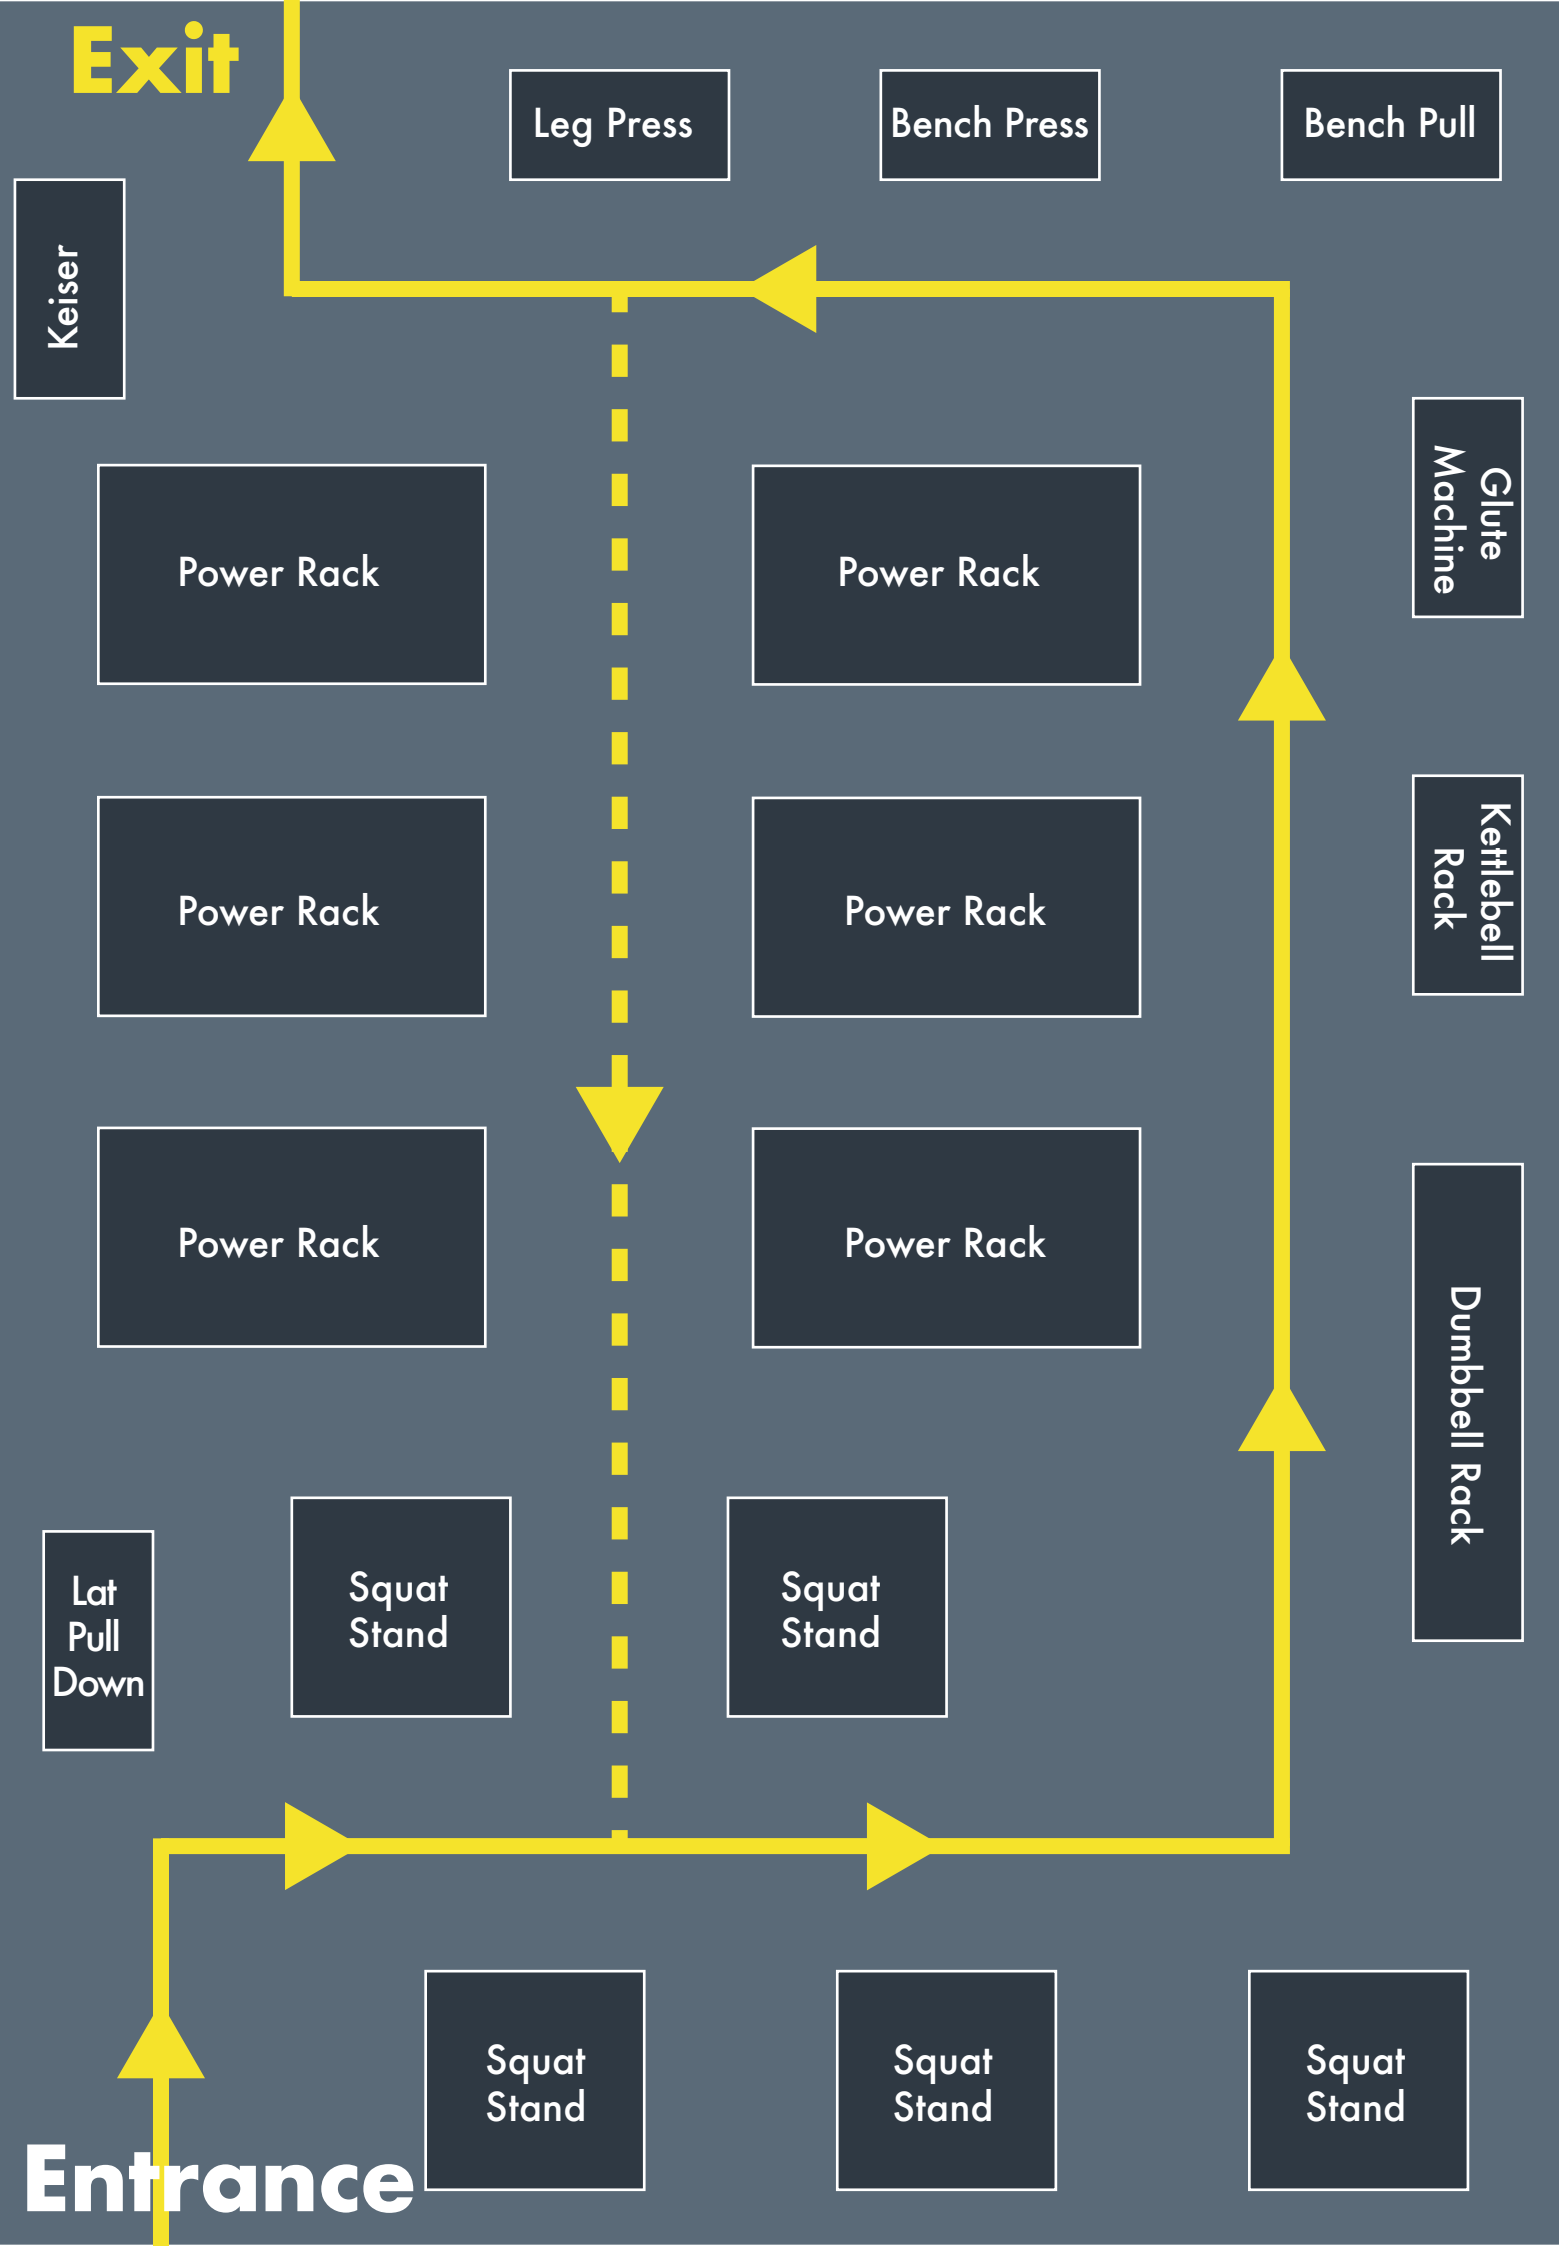 Exit
Leg Press
Bench Press
Bench Pull
Keiser
Glute
Machine
Power Rack
Power Rack
Kettlebell
Rack
Power Rack
Power Rack
Power Rack
Power Rack
Dumbbell Rack
Lat
Pull
Down
Squat
Stand
Squat
Stand
Squat
Stand
Squat
Stand
Squat
Stand
Entrance